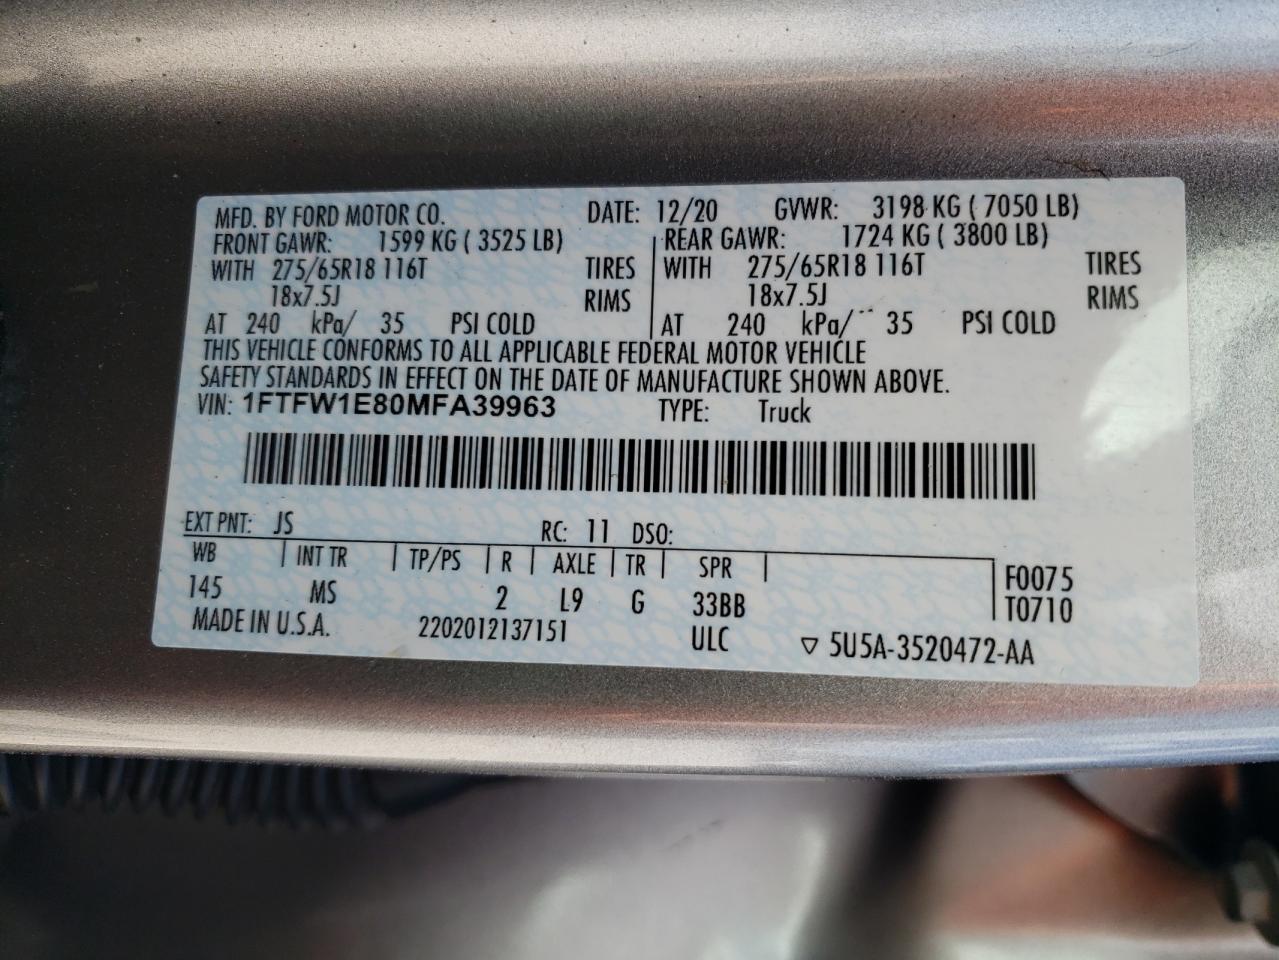 MFD. BY FORD MOTOR CO. DATE: 12/20 GVWR: 3198 KG ( 7050 LB)
FRONT GAWR: 1599 KG ( 3525 LB) REAR GAWR: 1724 KG ( 3800 LB)
WITH 275/65R18 116T TIRES WITH 275/65R18 116T TIRES
18x7.5J RIMS 18x7.5J RIMS
AT 240 kPa/ 35 PSI COLD AT 240 kPa/ 35 PSI COLD
THIS VEHICLE CONFORMS TO ALL APPLICABLE FEDERAL MOTOR VEHICLE
SAFETY STANDARDS IN EFFECT ON THE DATE OF MANUFACTURE SHOWN ABOVE.
VIN: 1FTFW1E80MFA39963 TYPE: Truck
EXT PNT: JS RC: 11 DSO:
WB INT TR TP/PS R AXLE TR SPR F0075
145 MS 2 L9 G 33BB T0710
MADE IN U.S.A. 2202012137151 ULC ▽ 5U5A-3520472-AA